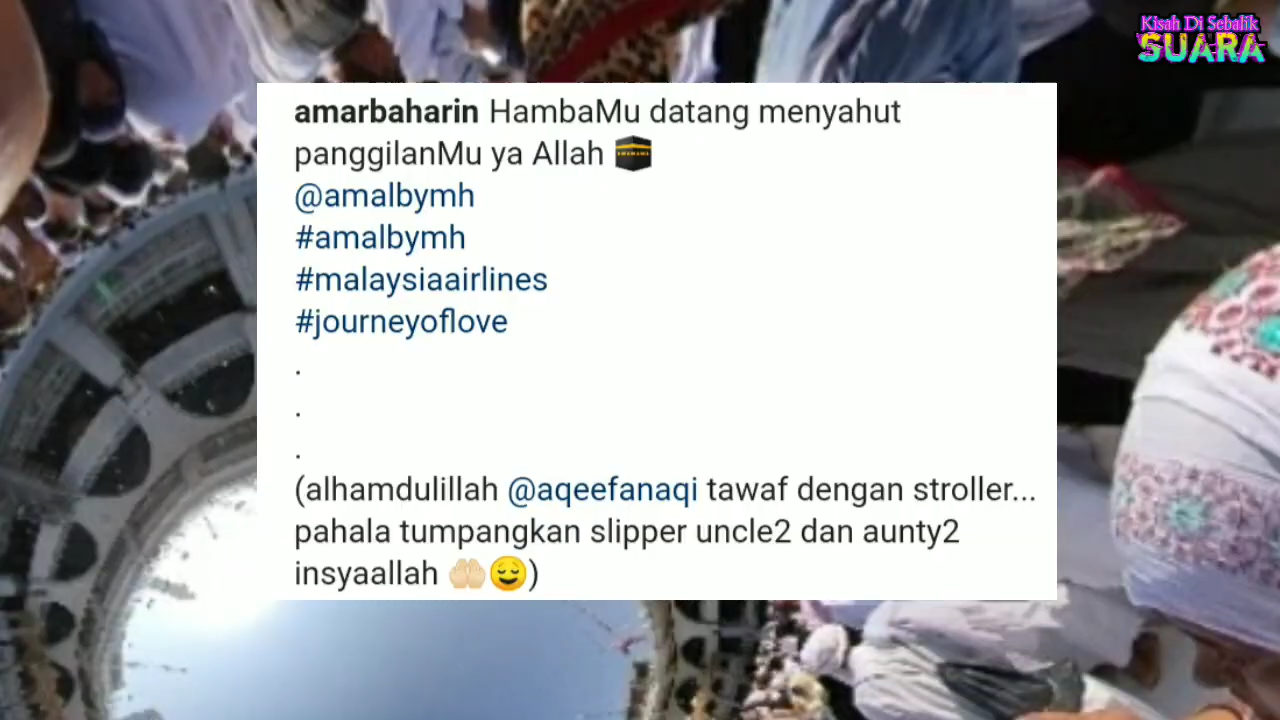 Kisah Di Sebalik
SUARA
amarbaharin HambaMu datang menyahut
panggilanMu ya Allah 🕋
@amalbymh
#amalbymh
#malaysiaairlines
#journeyoflove
.
.
.
(alhamdulillah @aqeefanaqi tawaf dengan stroller...
pahala tumpangkan slipper uncle2 dan aunty2
insyaallah 🤲🏻😌)